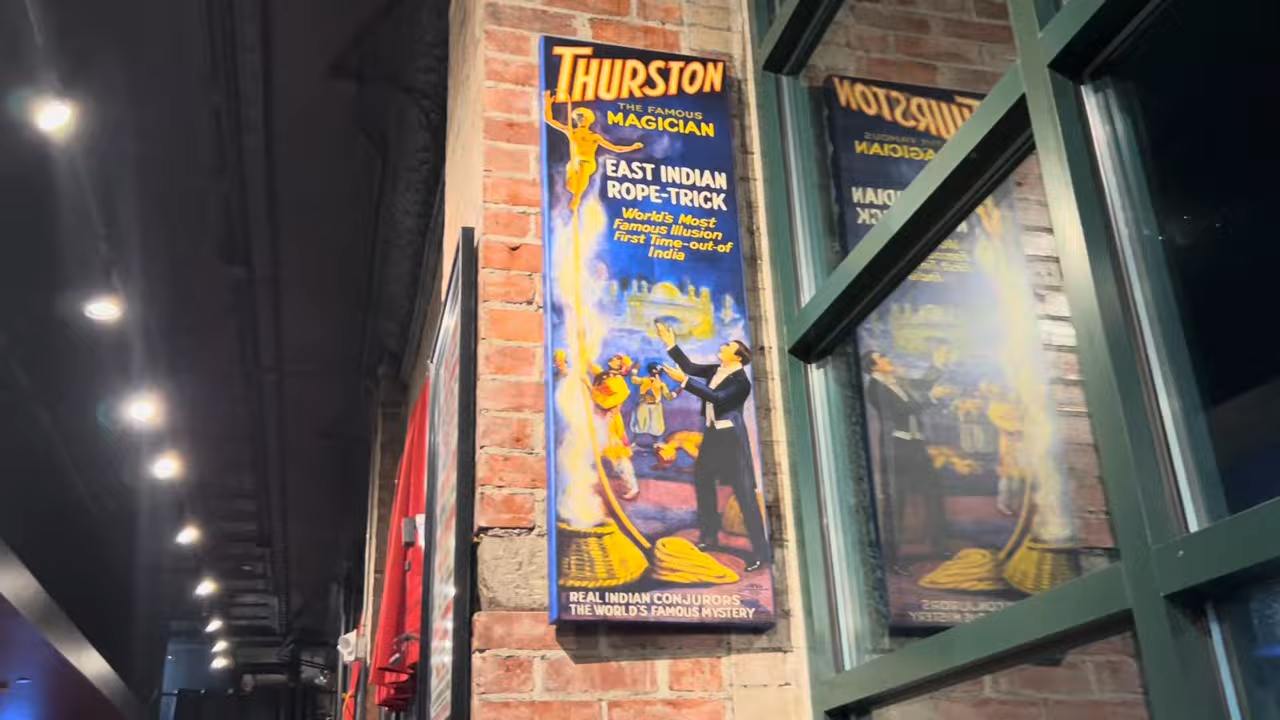 THURSTON
THE FAMOUS
MAGICIAN
EAST INDIAN
ROPE-TRICK
World's Most
Famous Illusion
First Time-out-of
India
REAL INDIAN CONJURORS
THE WORLD'S FAMOUS MYSTERY